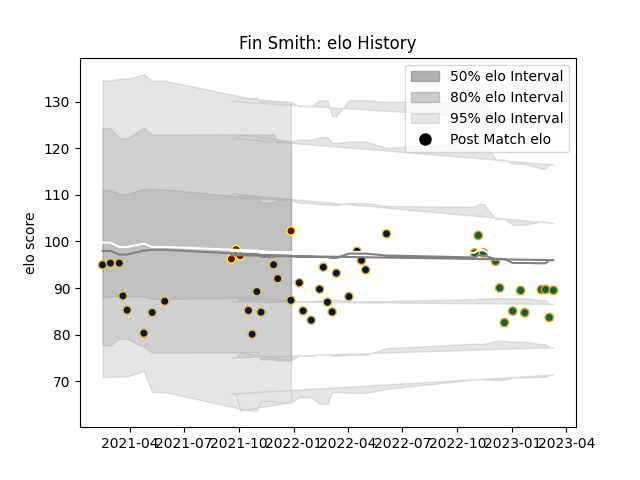 Fin Smith: elo History
50% elo Interval
80% elo Interval
95% elo Interval
Post Match elo
elo score
130
120
110
100
90
80
70
2021-04
2021-07
2021-10
2022-01
2022-04
2022-07
2022-10
2023-01
2023-04